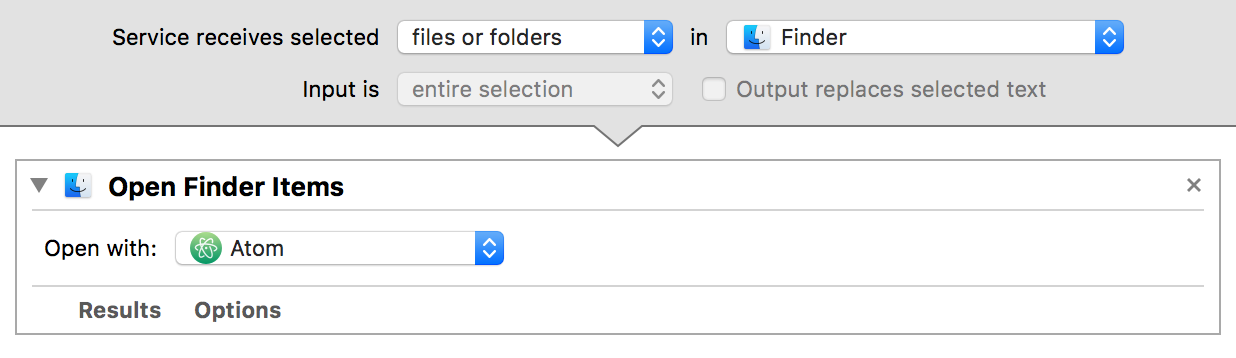 Service receives selected files or folders in Finder
Input is entire selection Output replaces selected text
Open Finder Items
Open with: Atom
Results Options